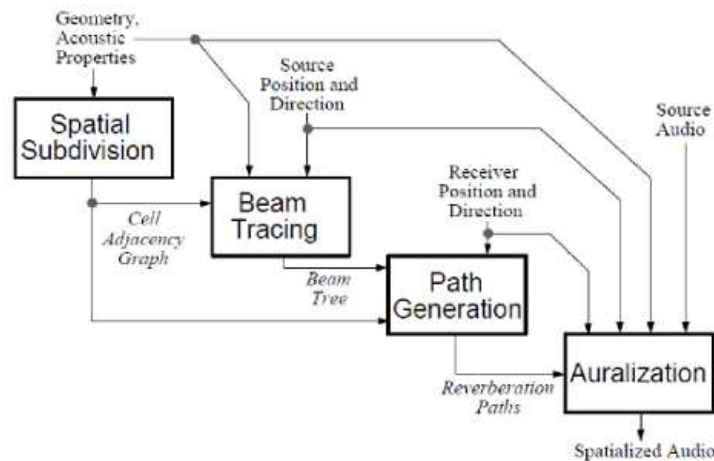 Geometry,
Acoustic
Properties
Source
Position and
Direction
Source
Audio
Spatial
Subdivision
Receiver
Position and
Direction
Beam
Tracing
Cell
Adjacency
Graph
Beam
Tree
Path
Generation
Auralization
Reverberation
Paths
Spatialized Audio